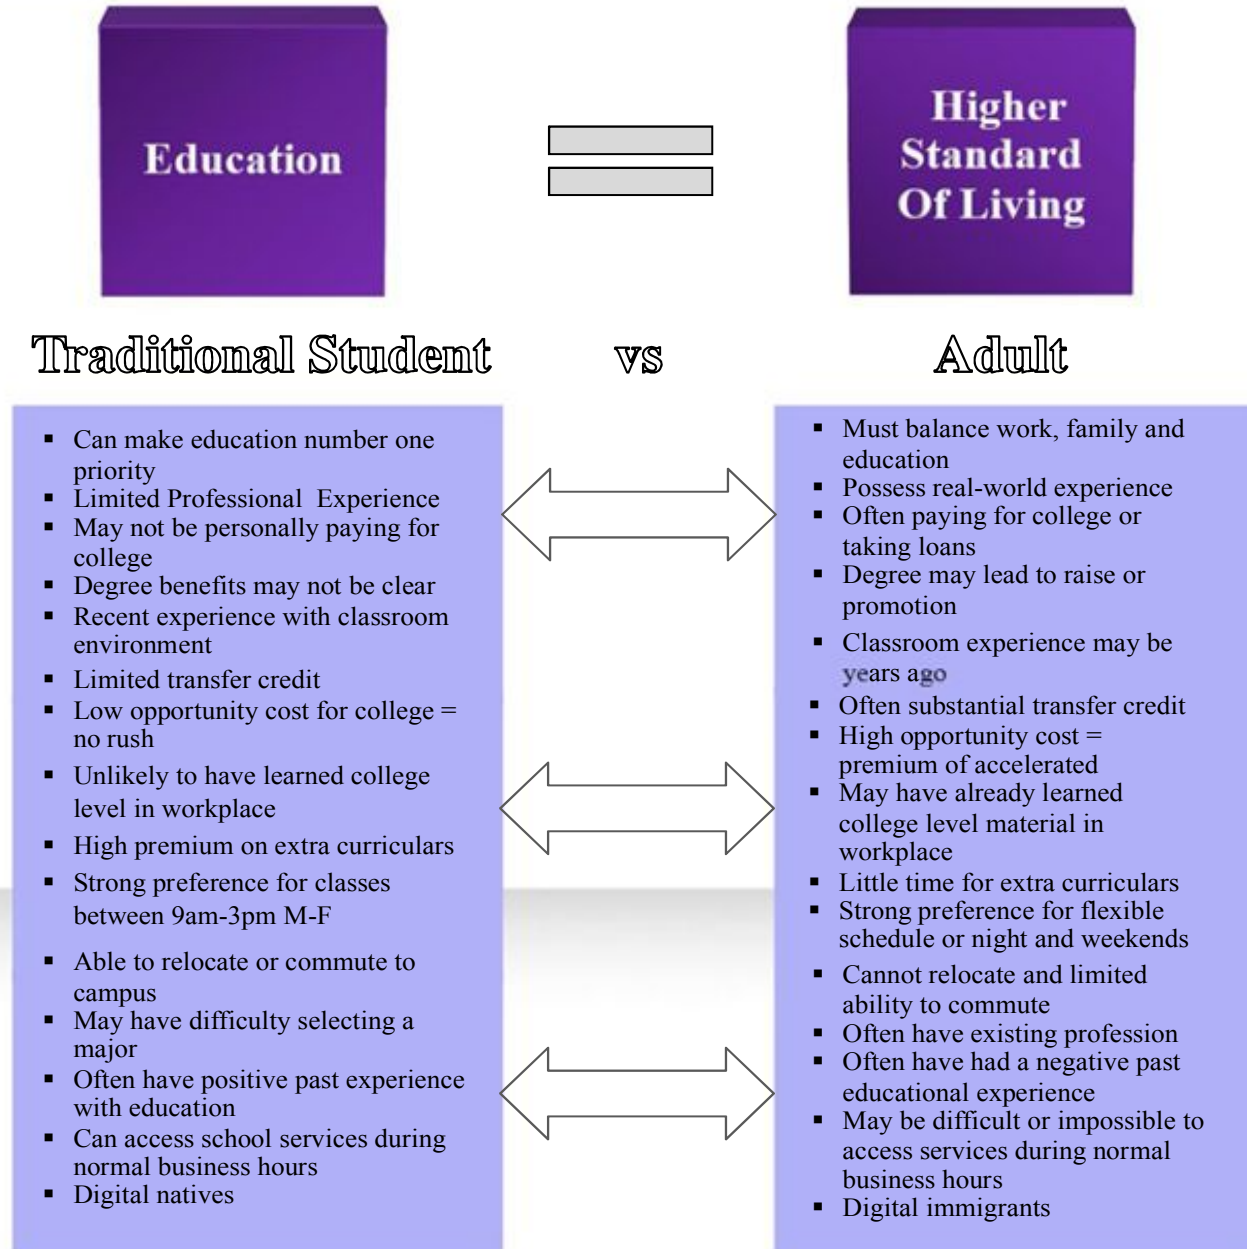 Education
Higher
Standard
Of Living
Traditional Student
vs
Adult
▪ Can make education number one
priority
▪ Limited Professional Experience
▪ May not be personally paying for
college
▪ Degree benefits may not be clear
▪ Recent experience with classroom
environment
▪ Limited transfer credit
▪ Low opportunity cost for college =
no rush
▪ Unlikely to have learned college
level in workplace
▪ High premium on extra curriculars
▪ Strong preference for classes
between 9am-3pm M-F
▪ Able to relocate or commute to
campus
▪ May have difficulty selecting a
major
▪ Often have positive past experience
with education
▪ Can access school services during
normal business hours
▪ Digital natives
▪ Must balance work, family and
education
▪ Possess real-world experience
▪ Often paying for college or
taking loans
▪ Degree may lead to raise or
promotion
▪ Classroom experience may be
years ago
▪ Often substantial transfer credit
▪ High opportunity cost =
premium of accelerated
▪ May have already learned
college level material in
workplace
▪ Little time for extra curriculars
▪ Strong preference for flexible
schedule or night and weekends
▪ Cannot relocate and limited
ability to commute
▪ Often have existing profession
▪ Often have had a negative past
educational experience
▪ May be difficult or impossible to
access services during normal
business hours
▪ Digital immigrants